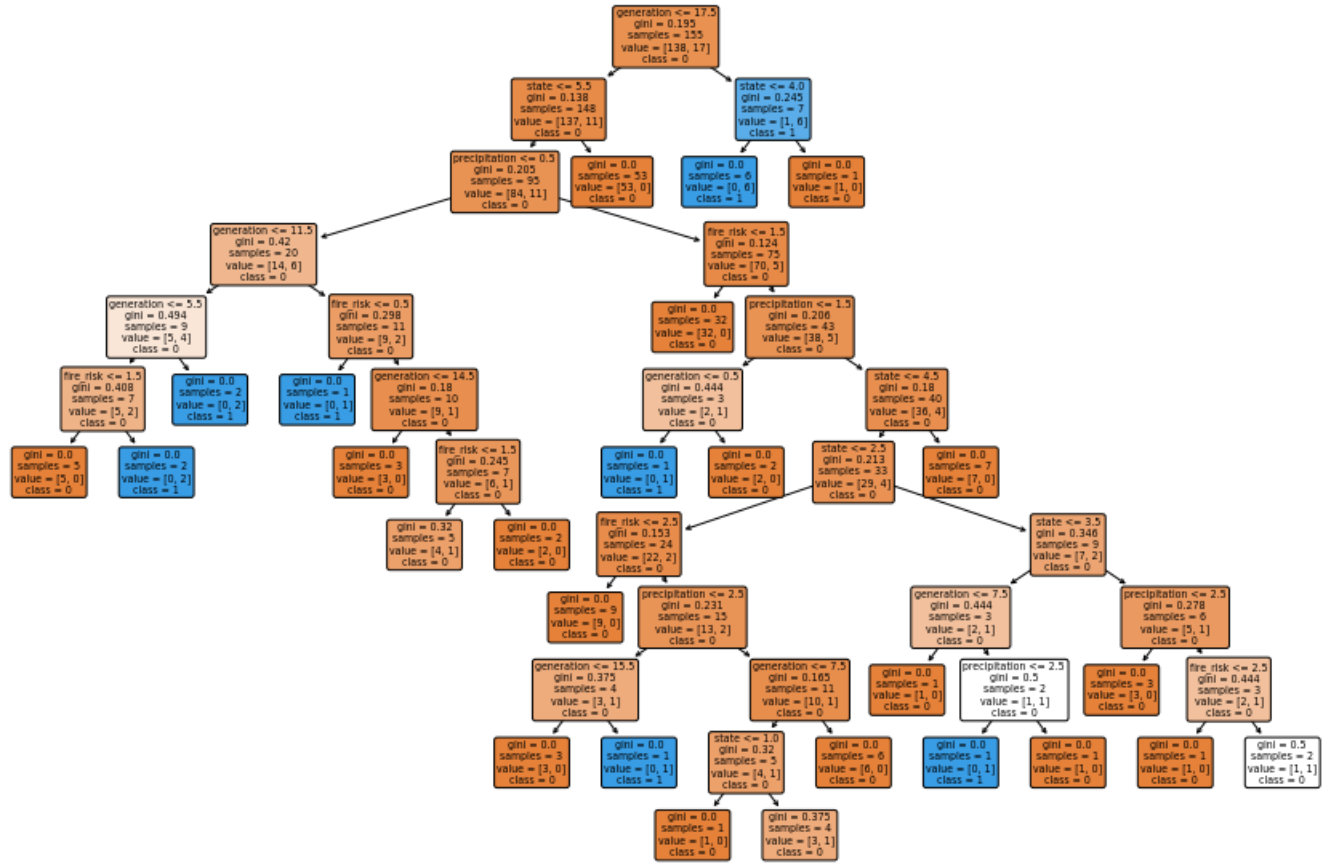 generation <= 17.5
gini = 0.195
samples = 155
value = [138, 17]
class = 0
state <= 5.5
gini = 0.138
samples = 148
value = [137, 11]
class = 0
state <= 4.0
gini = 0.245
samples = 7
value = [1, 6]
class = 1
precipitation <= 0.5
gini = 0.205
samples = 95
value = [84, 11]
class = 0
gini = 0.0
samples = 53
value = [53, 0]
class = 0
gini = 0.0
samples = 6
value = [0, 6]
class = 1
gini = 0.0
samples = 1
value = [1, 0]
class = 0
generation <= 11.5
gini = 0.42
samples = 20
value = [14, 6]
class = 0
fire_risk <= 1.5
gini = 0.124
samples = 75
value = [70, 5]
class = 0
generation <= 5.5
gini = 0.494
samples = 9
value = [5, 4]
class = 0
fire_risk <= 0.5
gini = 0.298
samples = 11
value = [9, 2]
class = 0
gini = 0.0
samples = 32
value = [32, 0]
class = 0
precipitation <= 1.5
gini = 0.206
samples = 43
value = [38, 5]
class = 0
fire_risk <= 1.5
gini = 0.408
samples = 7
value = [5, 2]
class = 0
gini = 0.0
samples = 2
value = [0, 2]
class = 1
gini = 0.0
samples = 1
value = [0, 1]
class = 1
generation <= 14.5
gini = 0.18
samples = 10
value = [9, 1]
class = 0
generation <= 0.5
gini = 0.444
samples = 3
value = [2, 1]
class = 0
state <= 4.5
gini = 0.18
samples = 40
value = [36, 4]
class = 0
gini = 0.0
samples = 5
value = [5, 0]
class = 0
gini = 0.0
samples = 2
value = [0, 2]
class = 1
gini = 0.0
samples = 3
value = [3, 0]
class = 0
fire_risk <= 1.5
gini = 0.245
samples = 7
value = [6, 1]
class = 0
gini = 0.0
samples = 1
value = [0, 1]
class = 1
gini = 0.0
samples = 2
value = [2, 0]
class = 0
state <= 2.5
gini = 0.213
samples = 33
value = [29, 4]
class = 0
gini = 0.0
samples = 7
value = [7, 0]
class = 0
gini = 0.32
samples = 5
value = [4, 1]
class = 0
gini = 0.0
samples = 2
value = [2, 0]
class = 0
fire_risk <= 2.5
gini = 0.153
samples = 24
value = [22, 2]
class = 0
state <= 3.5
gini = 0.346
samples = 9
value = [7, 2]
class = 0
gini = 0.0
samples = 9
value = [9, 0]
class = 0
precipitation <= 2.5
gini = 0.231
samples = 15
value = [13, 2]
class = 0
generation <= 7.5
gini = 0.444
samples = 3
value = [2, 1]
class = 0
precipitation <= 2.5
gini = 0.278
samples = 6
value = [5, 1]
class = 0
generation <= 15.5
gini = 0.375
samples = 4
value = [3, 1]
class = 0
generation <= 7.5
gini = 0.165
samples = 11
value = [10, 1]
class = 0
gini = 0.0
samples = 1
value = [1, 0]
class = 0
precipitation <= 2.5
gini = 0.5
samples = 2
value = [1, 1]
class = 0
gini = 0.0
samples = 3
value = [3, 0]
class = 0
fire_risk <= 2.5
gini = 0.444
samples = 3
value = [2, 1]
class = 0
gini = 0.0
samples = 3
value = [3, 0]
class = 0
gini = 0.0
samples = 1
value = [0, 1]
class = 1
state <= 1.0
gini = 0.32
samples = 5
value = [4, 1]
class = 0
gini = 0.0
samples = 6
value = [6, 0]
class = 0
gini = 0.0
samples = 1
value = [0, 1]
class = 1
gini = 0.0
samples = 1
value = [1, 0]
class = 0
gini = 0.0
samples = 1
value = [1, 0]
class = 0
gini = 0.5
samples = 2
value = [1, 1]
class = 0
gini = 0.0
samples = 1
value = [1, 0]
class = 0
gini = 0.375
samples = 4
value = [3, 1]
class = 0